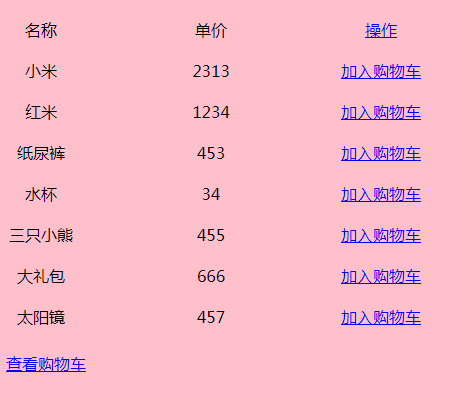 名称 单价 操作
小米 2313 加入购物车
红米 1234 加入购物车
纸尿裤 453 加入购物车
水杯 34 加入购物车
三只小熊 455 加入购物车
大礼包 666 加入购物车
太阳镜 457 加入购物车
查看购物车